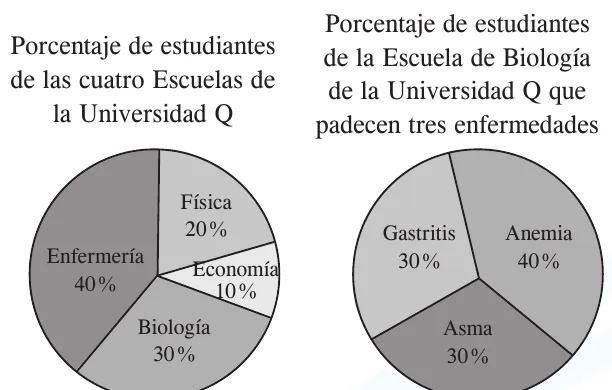 Porcentaje de estudiantes
de las cuatro Escuelas de
la Universidad Q
Física
20%
Enfermería
40%
Economía
10%
Biología
30%
Porcentaje de estudiantes
de la Escuela de Biología
de la Universidad Q que
padecen tres enfermedades
Gastritis
30%
Anemia
40%
Asma
30%